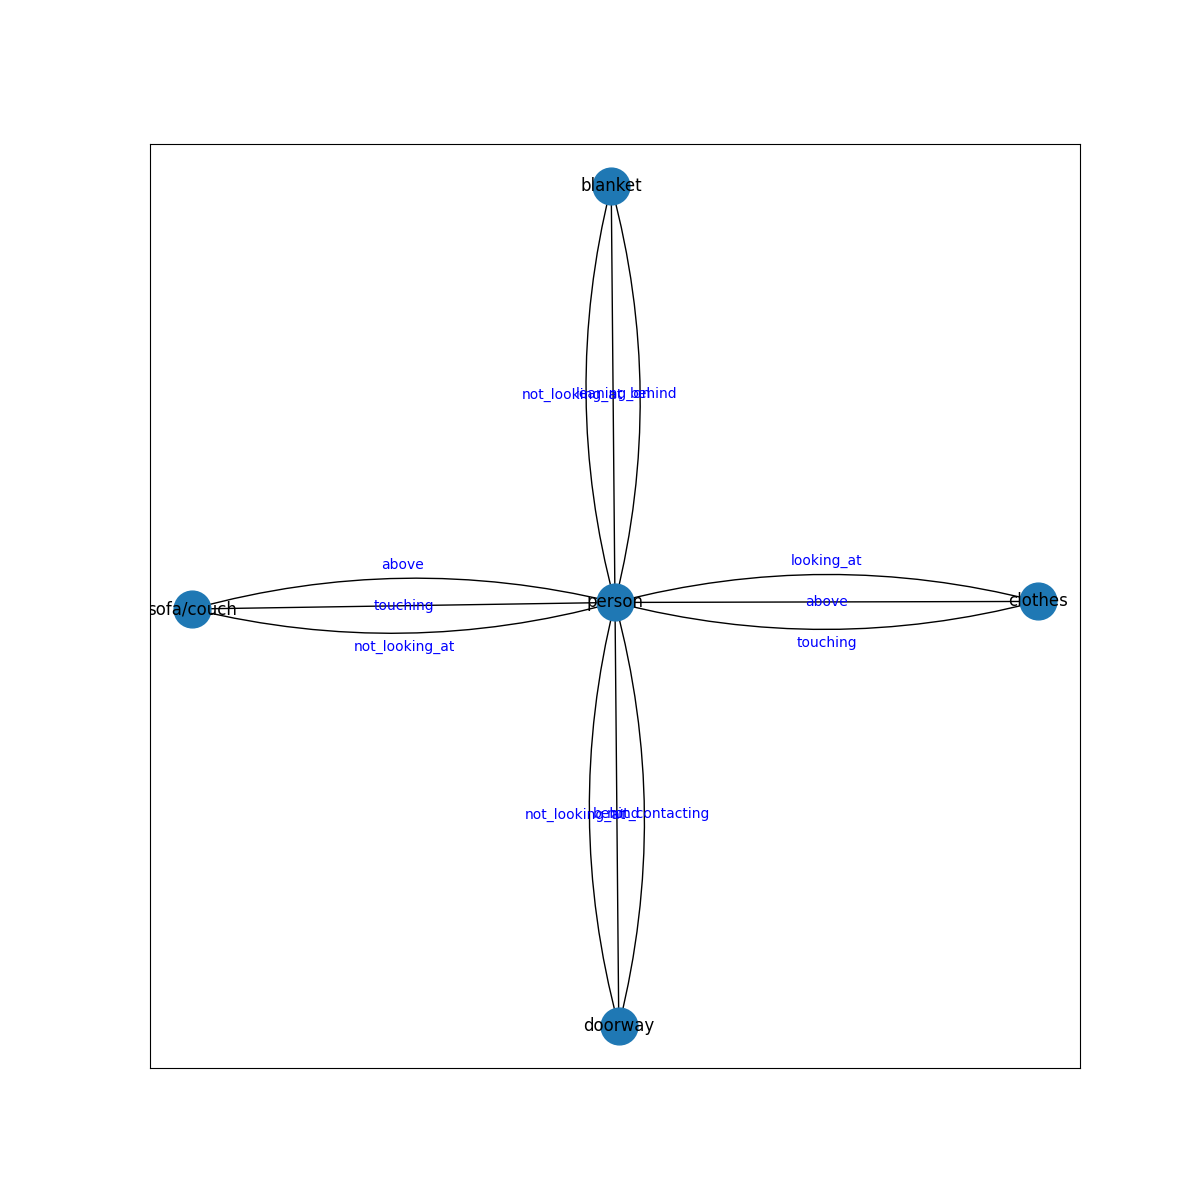 blanket
not_looking_at
leaning_on
behind
above
looking_at
sofa/couch
touching
person
above
clothes
not_looking_at
touching
not_looking_at
behind
not_contacting
doorway